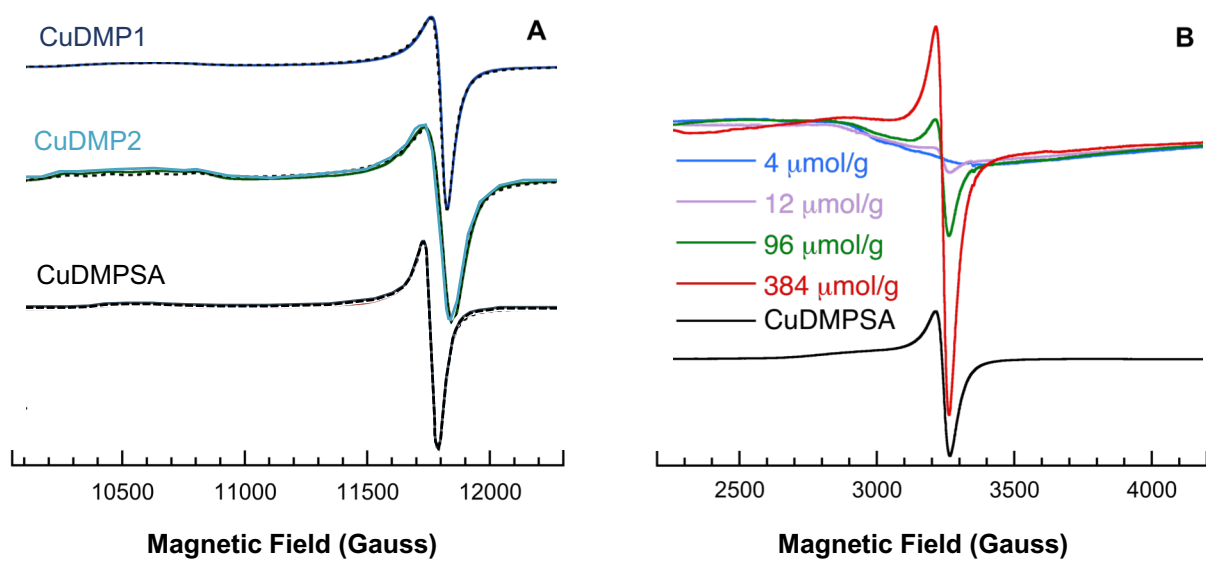 A
CuDMP1
CuDMP2
CuDMPSA
10500 11000 11500 12000
Magnetic Field (Gauss)
B
4 μmol/g
12 μmol/g
96 μmol/g
384 μmol/g
CuDMPSA
2500 3000 3500 4000
Magnetic Field (Gauss)